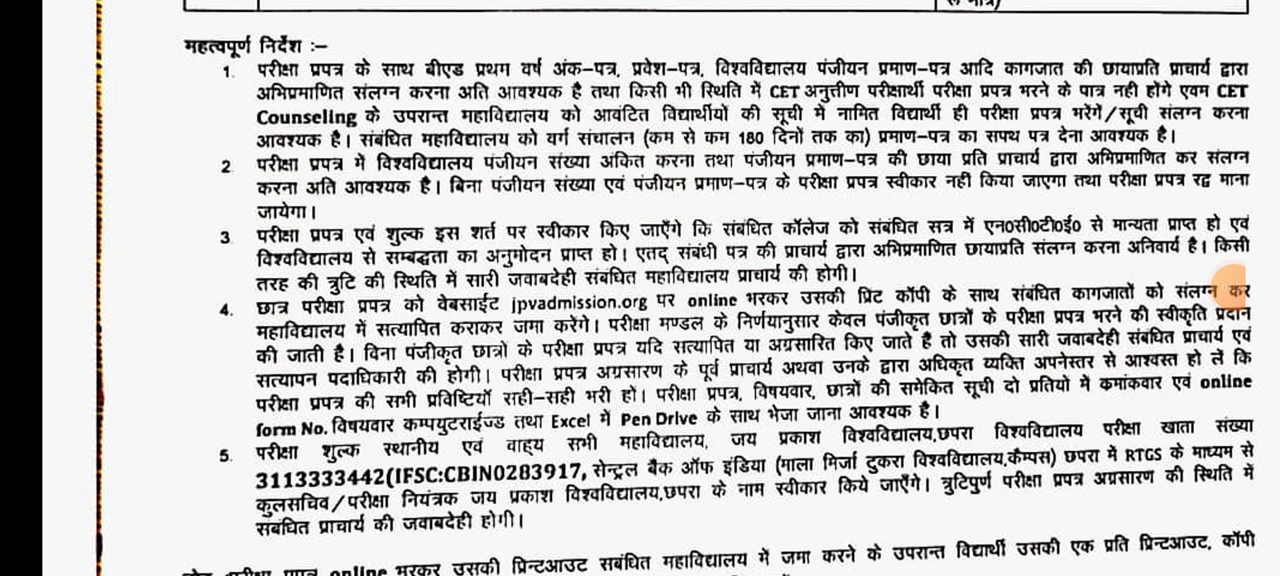 महत्वपूर्ण निर्देश :–
1. परीक्षा प्रपत्र के साथ बीएड प्रथम वर्ष अंक–पत्र, प्रवेश–पत्र, विश्वविद्यालय पंजीयन प्रमाण–पत्र आदि कागजात की छायाप्रति प्राचार्य द्वारा
अभिप्रमाणित संलग्न करना अति आवश्यक है तथा किसी भी स्थिति में CET अनुत्तीण परीक्षार्थी परीक्षा प्रपत्र भरने के पात्र नही होंगे एवम CET
Counseling के उपरान्त महाविद्यालय को आवंटित विद्यार्थीयों की सूची में नामित विद्यार्थी ही परीक्षा प्रपत्र भरेंगें/सूची संलग्न करना
आवश्यक है। संबंधित महाविद्यालय को वर्ग संचालन (कम से कम 180 दिनों तक का) प्रमाण–पत्र का सपथ पत्र देना आवश्यक है।
2. परीक्षा प्रपत्र में विश्वविद्यालय पंजीयन संख्या अंकित करना तथा पंजीयन प्रमाण–पत्र की छाया प्रति प्राचार्य द्वारा अभिप्रमाणित कर संलग्न
करना अति आवश्यक है। बिना पंजीयन संख्या एवं पंजीयन प्रमाण–पत्र के परीक्षा प्रपत्र स्वीकार नहीं किया जाएगा तथा परीक्षा प्रपत्र रद्द माना
जायेगा।
3. परीक्षा प्रपत्र एवं शुल्क इस शर्त पर स्वीकार किए जाएँगे कि संबंधित कॉलेज को संबंधित सत्र में एन०सी०टी०ई० से मान्यता प्राप्त हो एवं
विश्वविद्यालय से सम्बद्धता का अनुमोदन प्राप्त हो। एतद् संबंधी पत्र की प्राचार्य द्वारा अभिप्रमाणित छायाप्रति संलग्न करना अनिवार्य है। किसी
तरह की त्रुटि की स्थिति में सारी जवाबदेही संबंधित महाविद्यालय प्राचार्य की होगी।
4. छात्र परीक्षा प्रपत्र को वेबसाईट jpvadmission.org पर online भरकर उसकी प्रिंट कॉपी के साथ संबंधित कागजातों को संलग्न कर
महाविद्यालय में सत्यापित कराकर जमा करेंगे। परीक्षा मण्डल के निर्णयानुसार केवल पंजीकृत छात्रों के परीक्षा प्रपत्र भरने की स्वीकृति प्रदान
की जाती है। विना पंजीकृत छात्रों के परीक्षा प्रपत्र यदि सत्यापित या अग्रसारित किए जाते है तो उसकी सारी जवाबदेही संबंधित प्राचार्य एवं
सत्यापन पदाधिकारी की होगी। परीक्षा प्रपत्र अग्रसारण के पूर्व प्राचार्य अथवा उनके द्वारा अधिकृत व्यक्ति अपनेस्तर से आश्वस्त हो लें कि
परीक्षा प्रपत्र की सभी प्रविष्टियाँ सही–सही भरी हों। परीक्षा प्रपत्र, विषयवार, छात्रों की समेकित सूची दो प्रतियो में कमांकवार एवं online
form No. विषयवार कम्पयुटराईज्ड तथा Excel में Pen Drive के साथ भेजा जाना आवश्यक है।
5. परीक्षा शुल्क स्थानीय एवं वाह्य सभी महाविद्यालय, जय प्रकाश विश्वविद्यालय,छपरा विश्वविद्यालय परीक्षा खाता संख्या
3113333442(IFSC:CBIN0283917, सेन्ट्रल बैक ऑफ इंडिया (माला मिर्जा टुकरा विश्वविद्यालय,कैम्पस) छपरा में RTGS के माध्यम से
कुलसचिव/परीक्षा नियंत्रक जय प्रकाश विश्वविद्यालय,छपरा के नाम स्वीकार किये जाएँगे। त्रुटिपुर्ण परीक्षा प्रपत्र अग्रसारण की स्थिति में
संबंधित प्राचार्य की जवाबदेही होगी।
परीक्षा प्रपत्र online भरकर उसकी प्रिन्टआउट सबंधित महाविद्यालय में जमा करने के उपरान्त विद्यार्थी उसकी एक प्रति प्रिन्टआउट, कॉपी